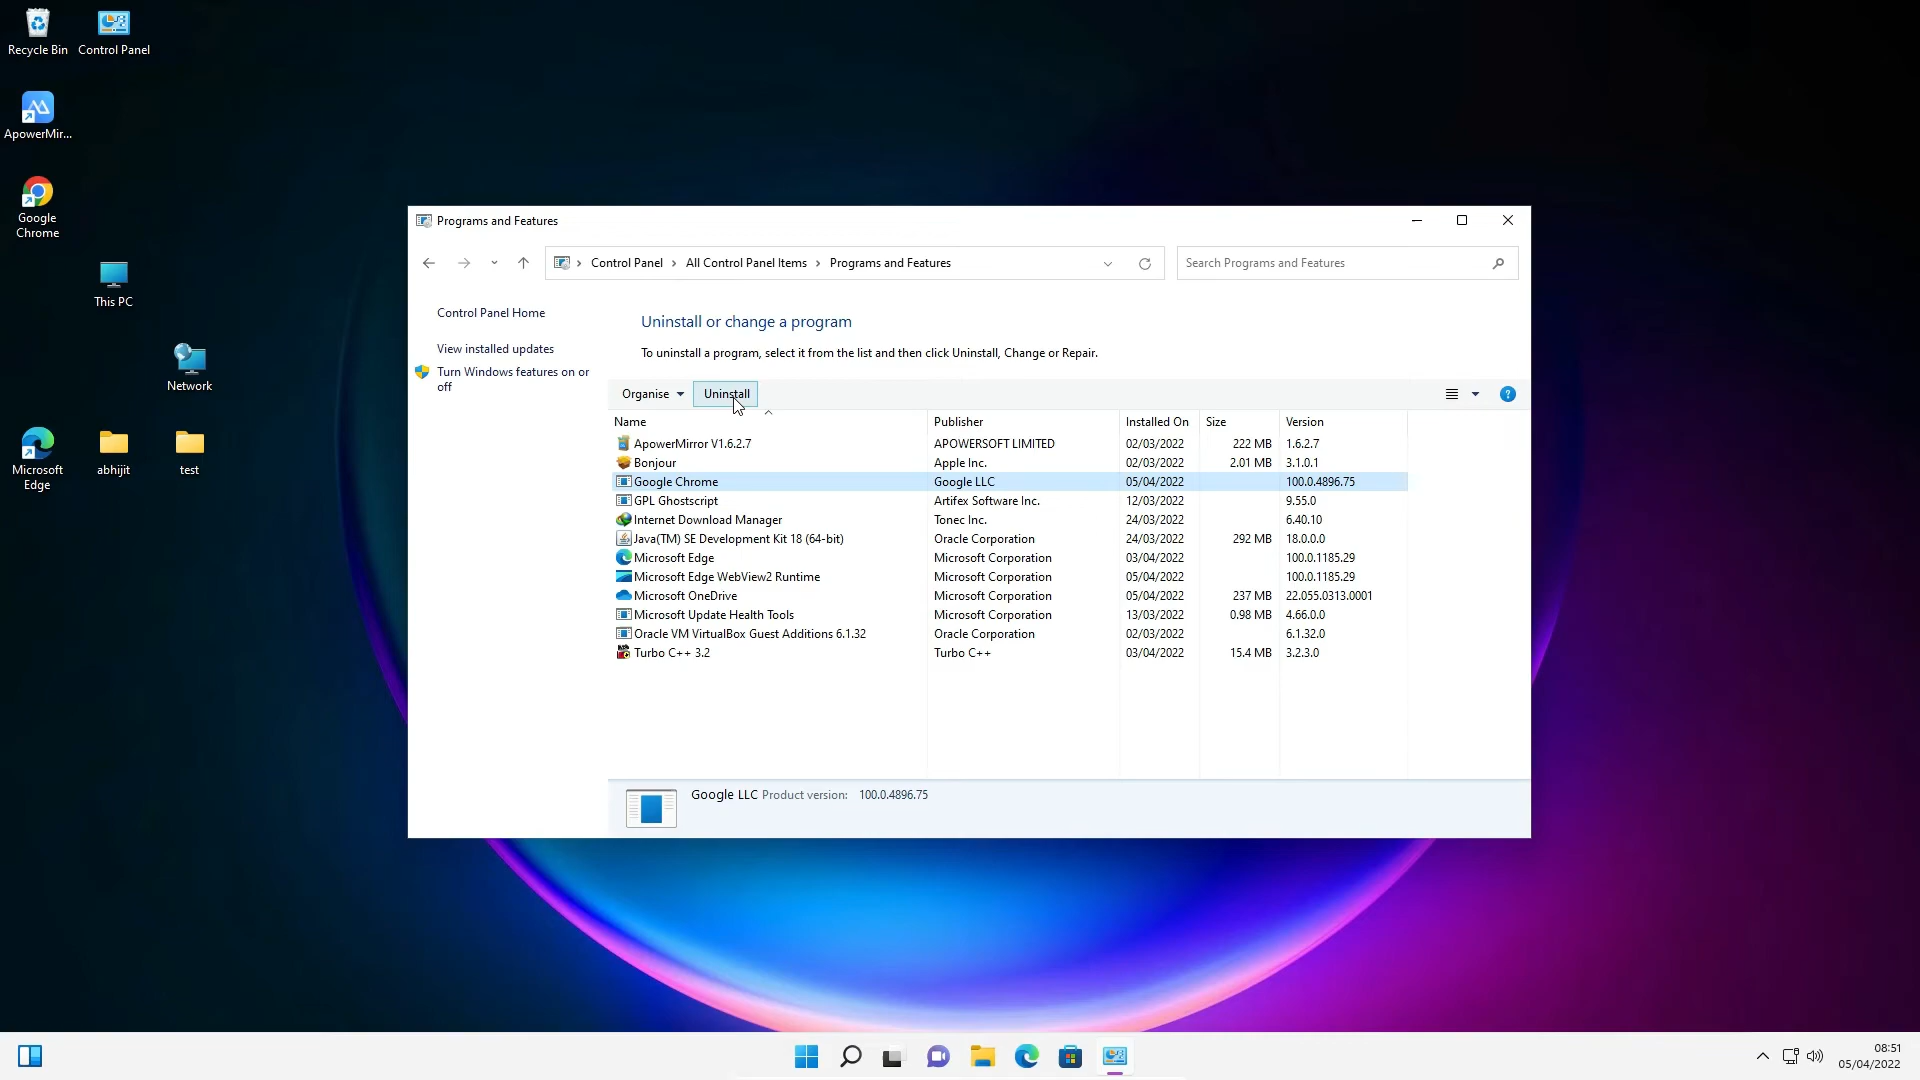 Recycle Bin
Control Panel
ApowerMir...
Google
Chrome
This PC
Network
Microsoft
Edge
abhijit
test
Programs and Features
Control Panel
All Control Panel Items
Programs and Features
Search Programs and Features
Control Panel Home
View installed updates
Turn Windows features on or
off
Uninstall or change a program
To uninstall a program, select it from the list and then click Uninstall, Change or Repair.
Organise
Uninstall
Name Publisher Installed On Size Version
ApowerMirror V1.6.2.7 APOWERSOFT LIMITED 02/03/2022 222 MB 1.6.2.7
Bonjour Apple Inc. 02/03/2022 2.01 MB 3.1.0.1
Google Chrome Google LLC 05/04/2022 100.0.4896.75
GPL Ghostscript Artifex Software Inc. 12/03/2022 9.55.0
Internet Download Manager Tonec Inc. 24/03/2022 6.40.10
Java(TM) SE Development Kit 18 (64-bit) Oracle Corporation 24/03/2022 292 MB 18.0.0.0
Microsoft Edge Microsoft Corporation 03/04/2022 100.0.1185.29
Microsoft Edge WebView2 Runtime Microsoft Corporation 05/04/2022 100.0.1185.29
Microsoft OneDrive Microsoft Corporation 05/04/2022 237 MB 22.055.0313.0001
Microsoft Update Health Tools Microsoft Corporation 13/03/2022 0.98 MB 4.66.0.0
Oracle VM VirtualBox Guest Additions 6.1.32 Oracle Corporation 02/03/2022 6.1.32.0
Turbo C++ 3.2 Turbo C++ 03/04/2022 15.4 MB 3.2.3.0
Google LLC Product version: 100.0.4896.75
08:51
05/04/2022